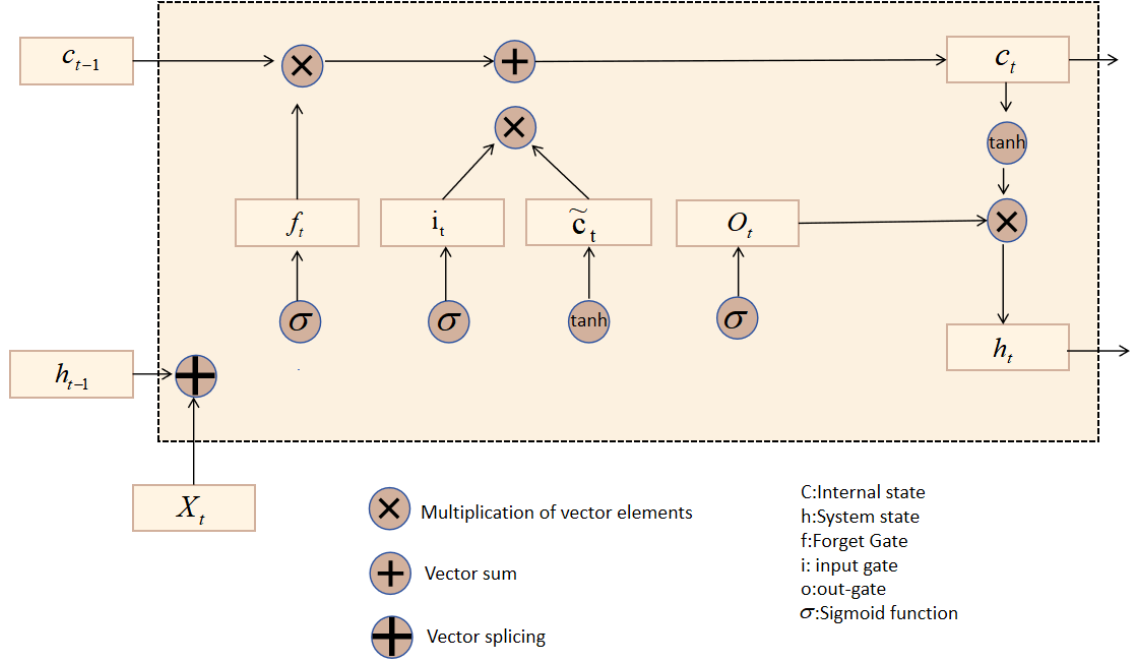 c_{t-1}
×
+
c_t
×
tanh
f_t
i_t
c̃_t
O_t
×
σ
σ
tanh
σ
h_{t-1}
+
h_t
X_t
× Multiplication of vector elements
+ Vector sum
+ Vector splicing
C:Internal state
h:System state
f:Forget Gate
i: input gate
o:out-gate
σ:Sigmoid function